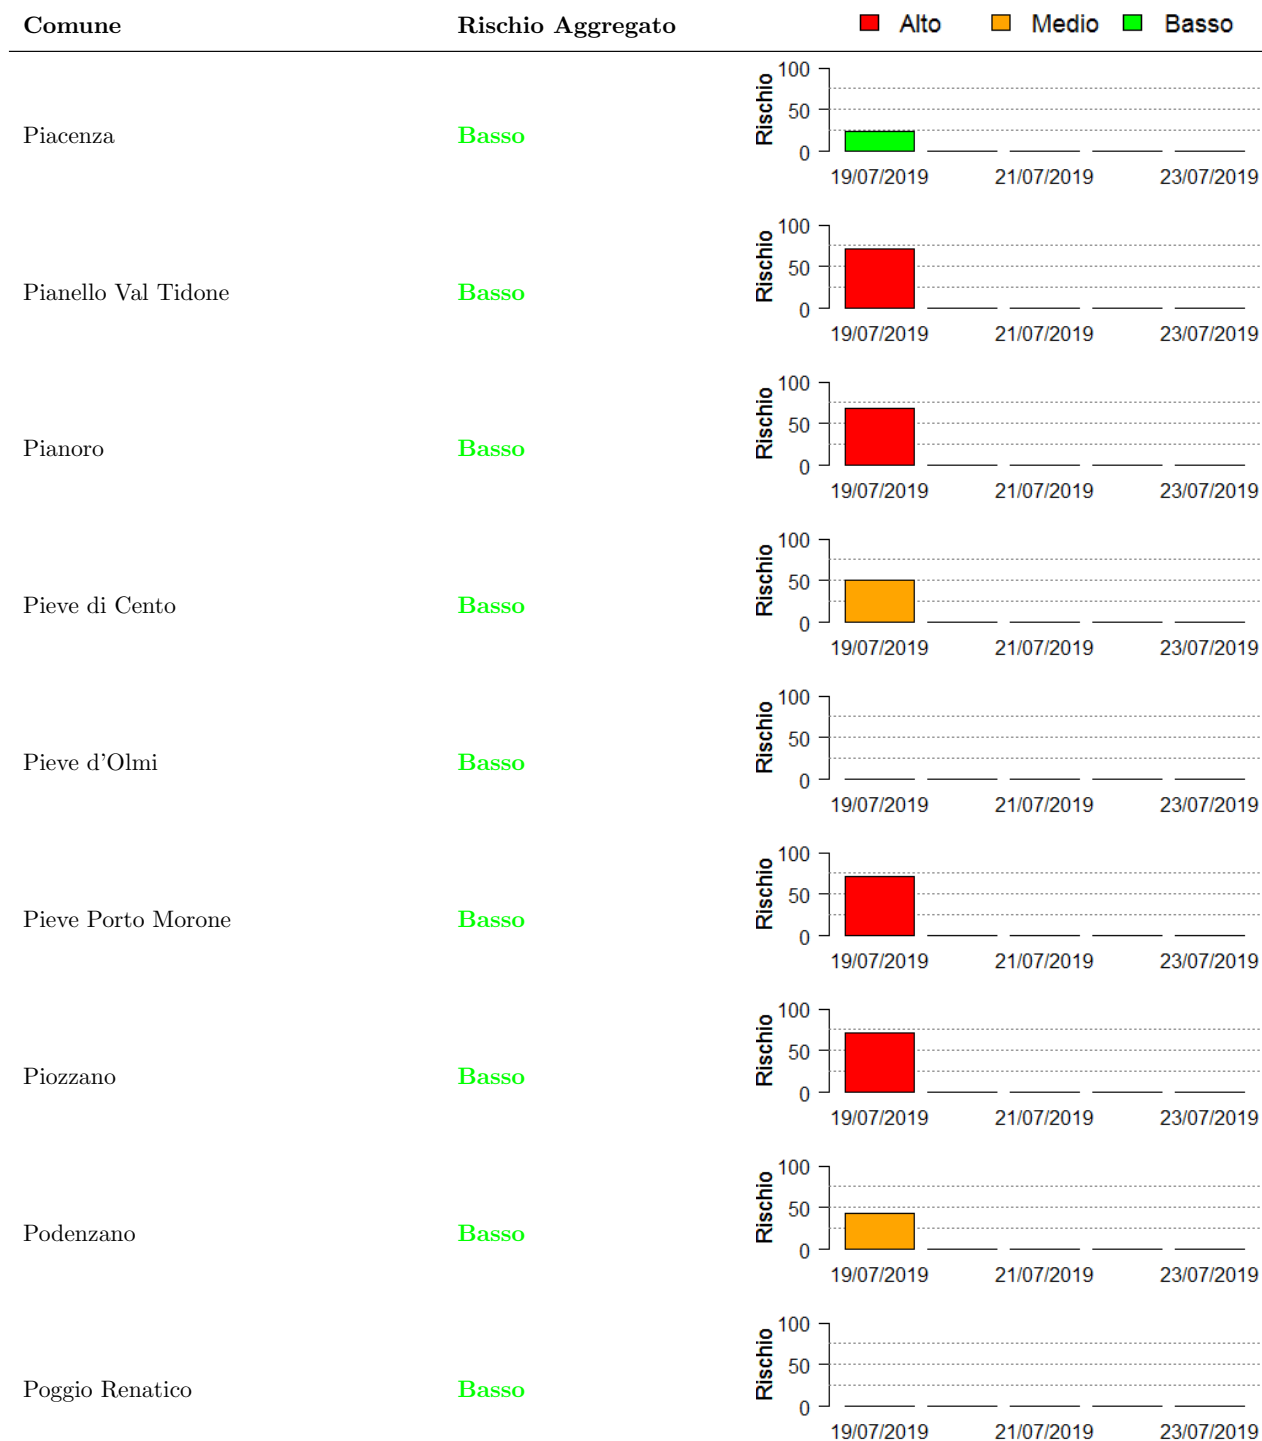 Comune Rischio Aggregato Alto Medio Basso
Piacenza Basso Rischio 100 50 0
19/07/2019 21/07/2019 23/07/2019
Pianello Val Tidone Basso Rischio 100 50 0
19/07/2019 21/07/2019 23/07/2019
Pianoro Basso Rischio 100 50 0
19/07/2019 21/07/2019 23/07/2019
Pieve di Cento Basso Rischio 100 50 0
19/07/2019 21/07/2019 23/07/2019
Pieve d'Olmi Basso Rischio 100 50 0
19/07/2019 21/07/2019 23/07/2019
Pieve Porto Morone Basso Rischio 100 50 0
19/07/2019 21/07/2019 23/07/2019
Piozzano Basso Rischio 100 50 0
19/07/2019 21/07/2019 23/07/2019
Podenzano Basso Rischio 100 50 0
19/07/2019 21/07/2019 23/07/2019
Poggio Renatico Basso Rischio 100 50 0
19/07/2019 21/07/2019 23/07/2019